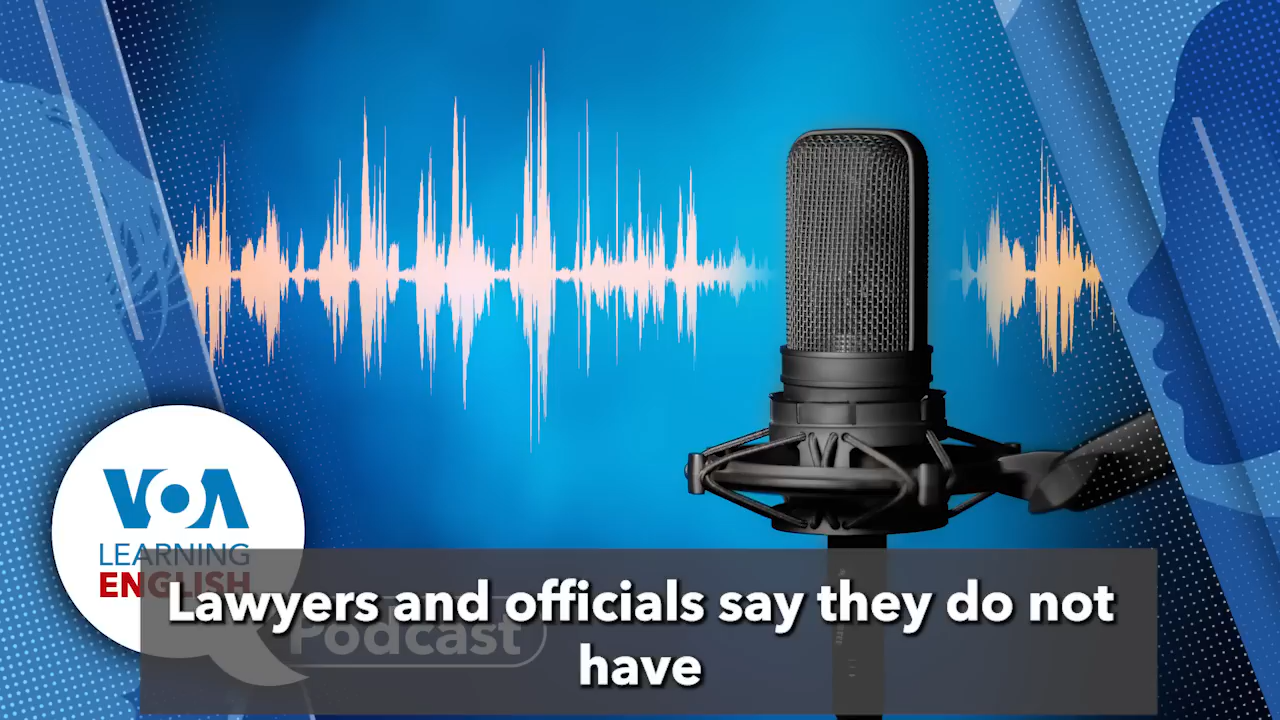 VOA
LEARNING
ENGLISH
Podcast
Lawyers and officials say they do not
have